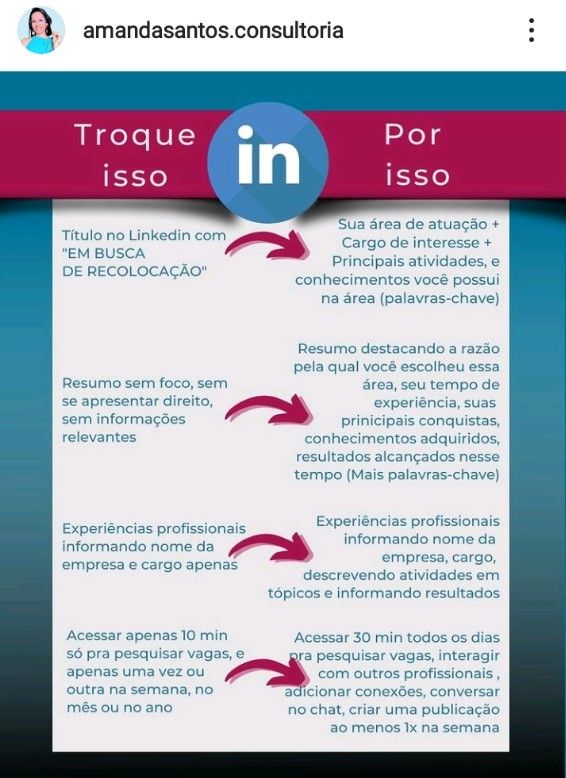 amandasantos.consultoria
Troque
isso
in
Por
isso
Título no Linkedin com
"EM BUSCA
DE RECOLOCAÇÃO"
Sua área de atuação +
Cargo de interesse +
Principais atividades, e
conhecimentos você possui
na área (palavras-chave)
Resumo sem foco, sem
se apresentar direito,
sem informações
relevantes
Resumo destacando a razão
pela qual você escolheu essa
área, seu tempo de
experiência, suas
prinicipais conquistas,
conhecimentos adquiridos,
resultados alcançados nesse
tempo (Mais palavras-chave)
Experiências profissionais
informando nome da
empresa e cargo apenas
Experiências profissionais
informando nome da
empresa, cargo,
descrevendo atividades em
tópicos e informando resultados
Acessar apenas 10 min
só pra pesquisar vagas, e
apenas uma vez ou
outra na semana, no
mês ou no ano
Acessar 30 min todos os dias
pra pesquisar vagas, interagir
com outros profissionais ,
adicionar conexões, conversar
no chat, criar uma publicação
ao menos 1x na semana